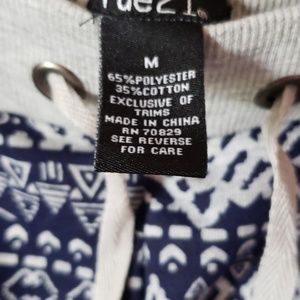 rue21.
M
65%POLYESTER
35%COTTON
EXCLUSIVE OF
TRIMS
MADE IN CHINA
RN 70829
SEE REVERSE
FOR CARE